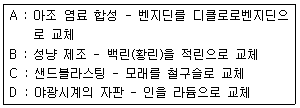 A : 아조 염료 합성 - 벤지딘를 디클로로벤지딘으
로 교체
B : 성냥 제조 - 백린(황린)을 적린으로 교체
C : 샌드블라스팅 - 모래를 철구슬로 교체
D : 야광시계의 자판 - 인을 라듐으로 교체